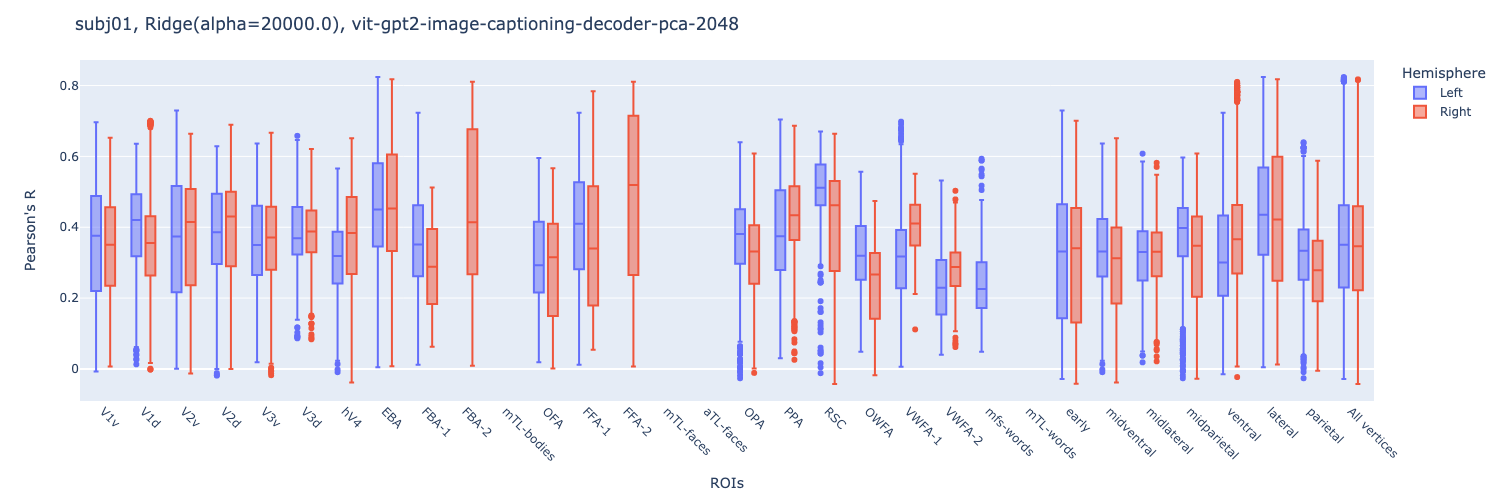 subj01, Ridge(alpha=20000.0), vit-gpt2-image-captioning-decoder-pca-2048
Hemisphere
Left
Right
Pearson's R
0.8
0.6
0.4
0.2
0
V1v
V1d
V2v
V2d
V3v
V3d
hV4
EBA
FBA-1
FBA-2
mTL-bodies
OFA
FFA-1
FFA-2
mTL-faces
aTL-faces
OPA
PPA
RSC
OWFA
VWFA-1
VWFA-2
mfs-words
mTL-words
early
midventral
midlateral
midparietal
ventral
lateral
parietal
All vertices
ROIs